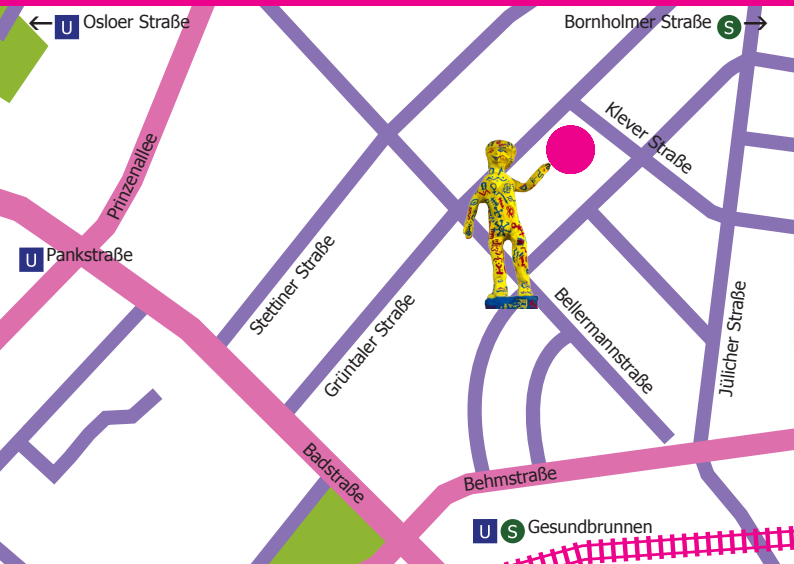 ← U Osloer Straße
Bornholmer Straße S →
Klever Straße
Prinzenallee
U Pankstraße
Stettiner Straße
Grüntaler Straße
Bellermannstraße
Jülicher Straße
Badstraße
Behmstraße
U S Gesundbrunnen